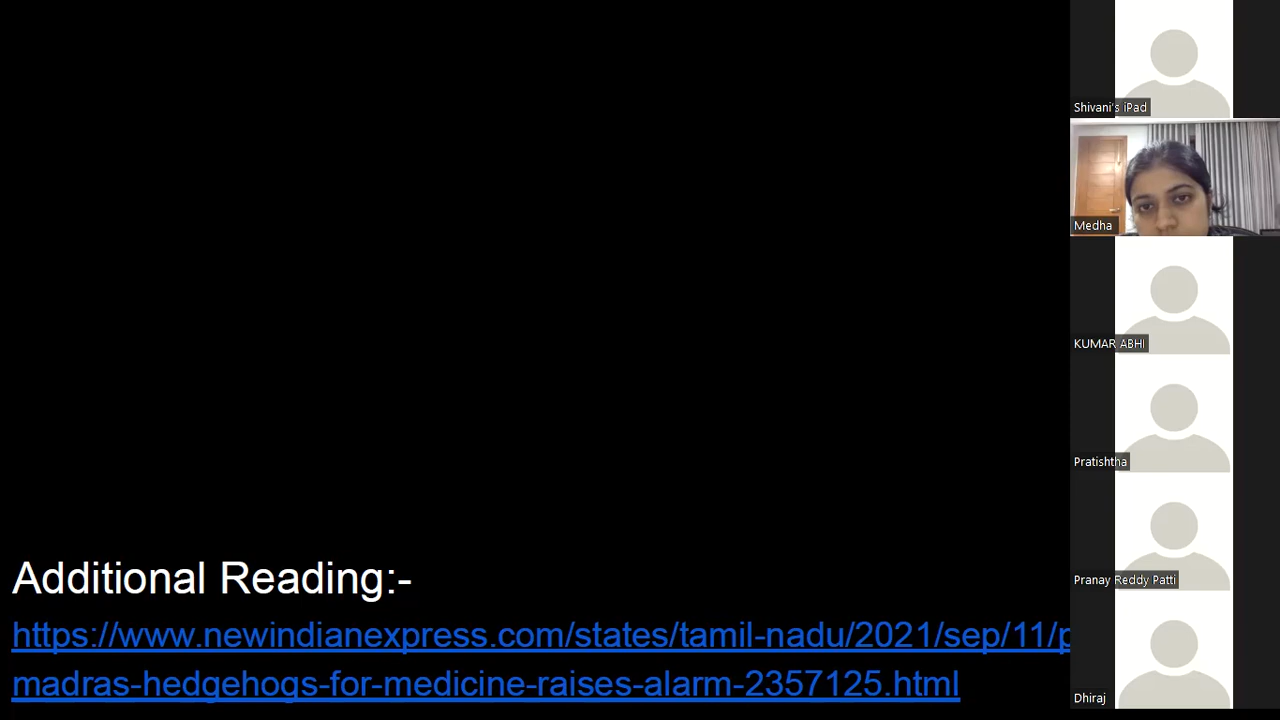 Shivani's iPad
Medha
KUMAR ABHI
Pratishtha
Pranay Reddy Patti
Dhiraj
Additional Reading:-
https://www.newindianexpress.com/states/tamil-nadu/2021/sep/11/p
madras-hedgehogs-for-medicine-raises-alarm-2357125.html